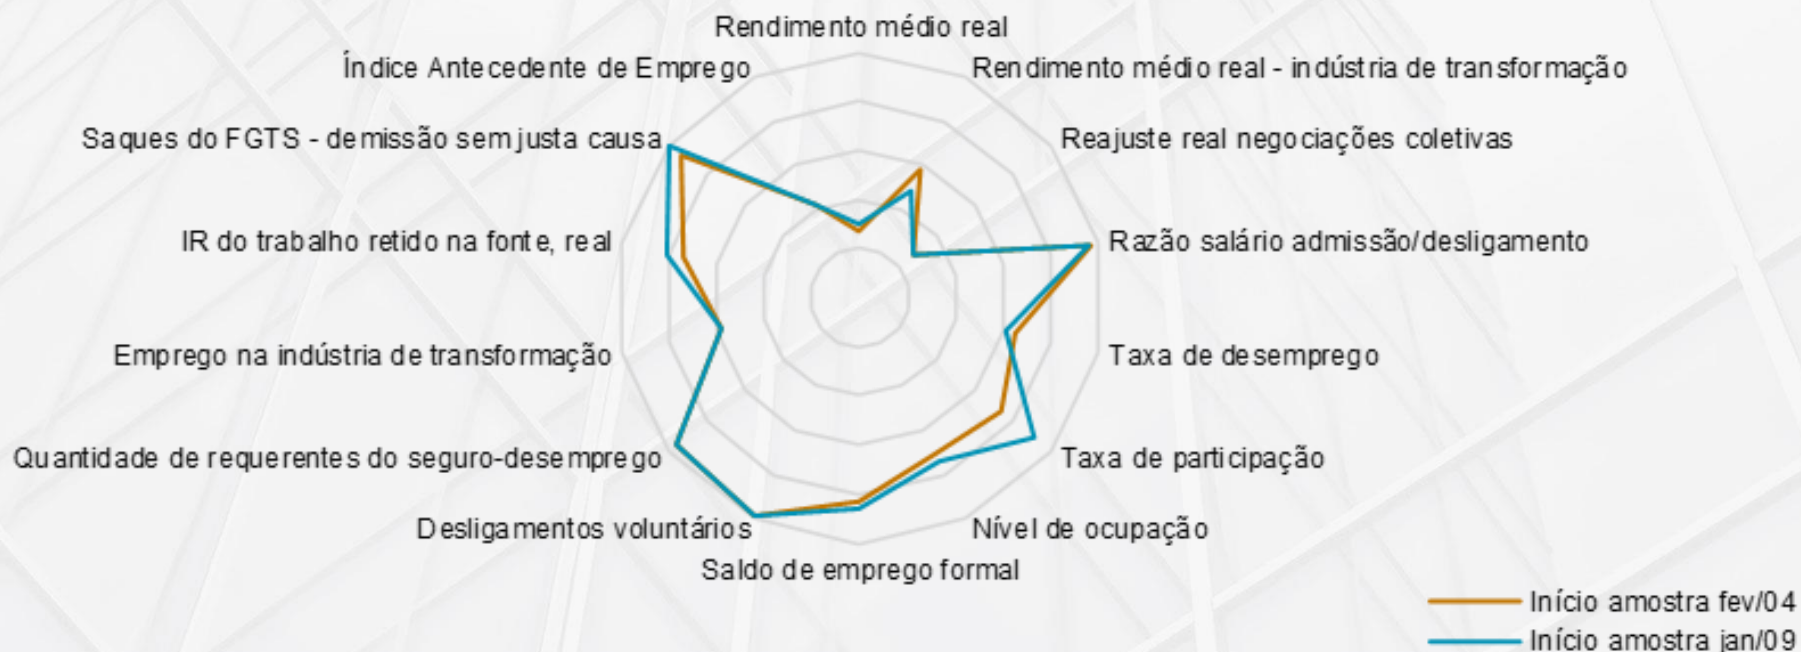 Rendimento médio real
Índice Antecedente de Emprego
Rendimento médio real - indústria de transformação
Saques do FGTS - demissão sem justa causa
Reajuste real negociações coletivas
IR do trabalho retido na fonte, real
Razão salário admissão/desligamento
Emprego na indústria de transformação
Taxa de desemprego
Quantidade de requerentes do seguro-desemprego
Taxa de participação
Desligamentos voluntários
Nível de ocupação
Saldo de emprego formal
Início amostra fev/04
Início amostra jan/09